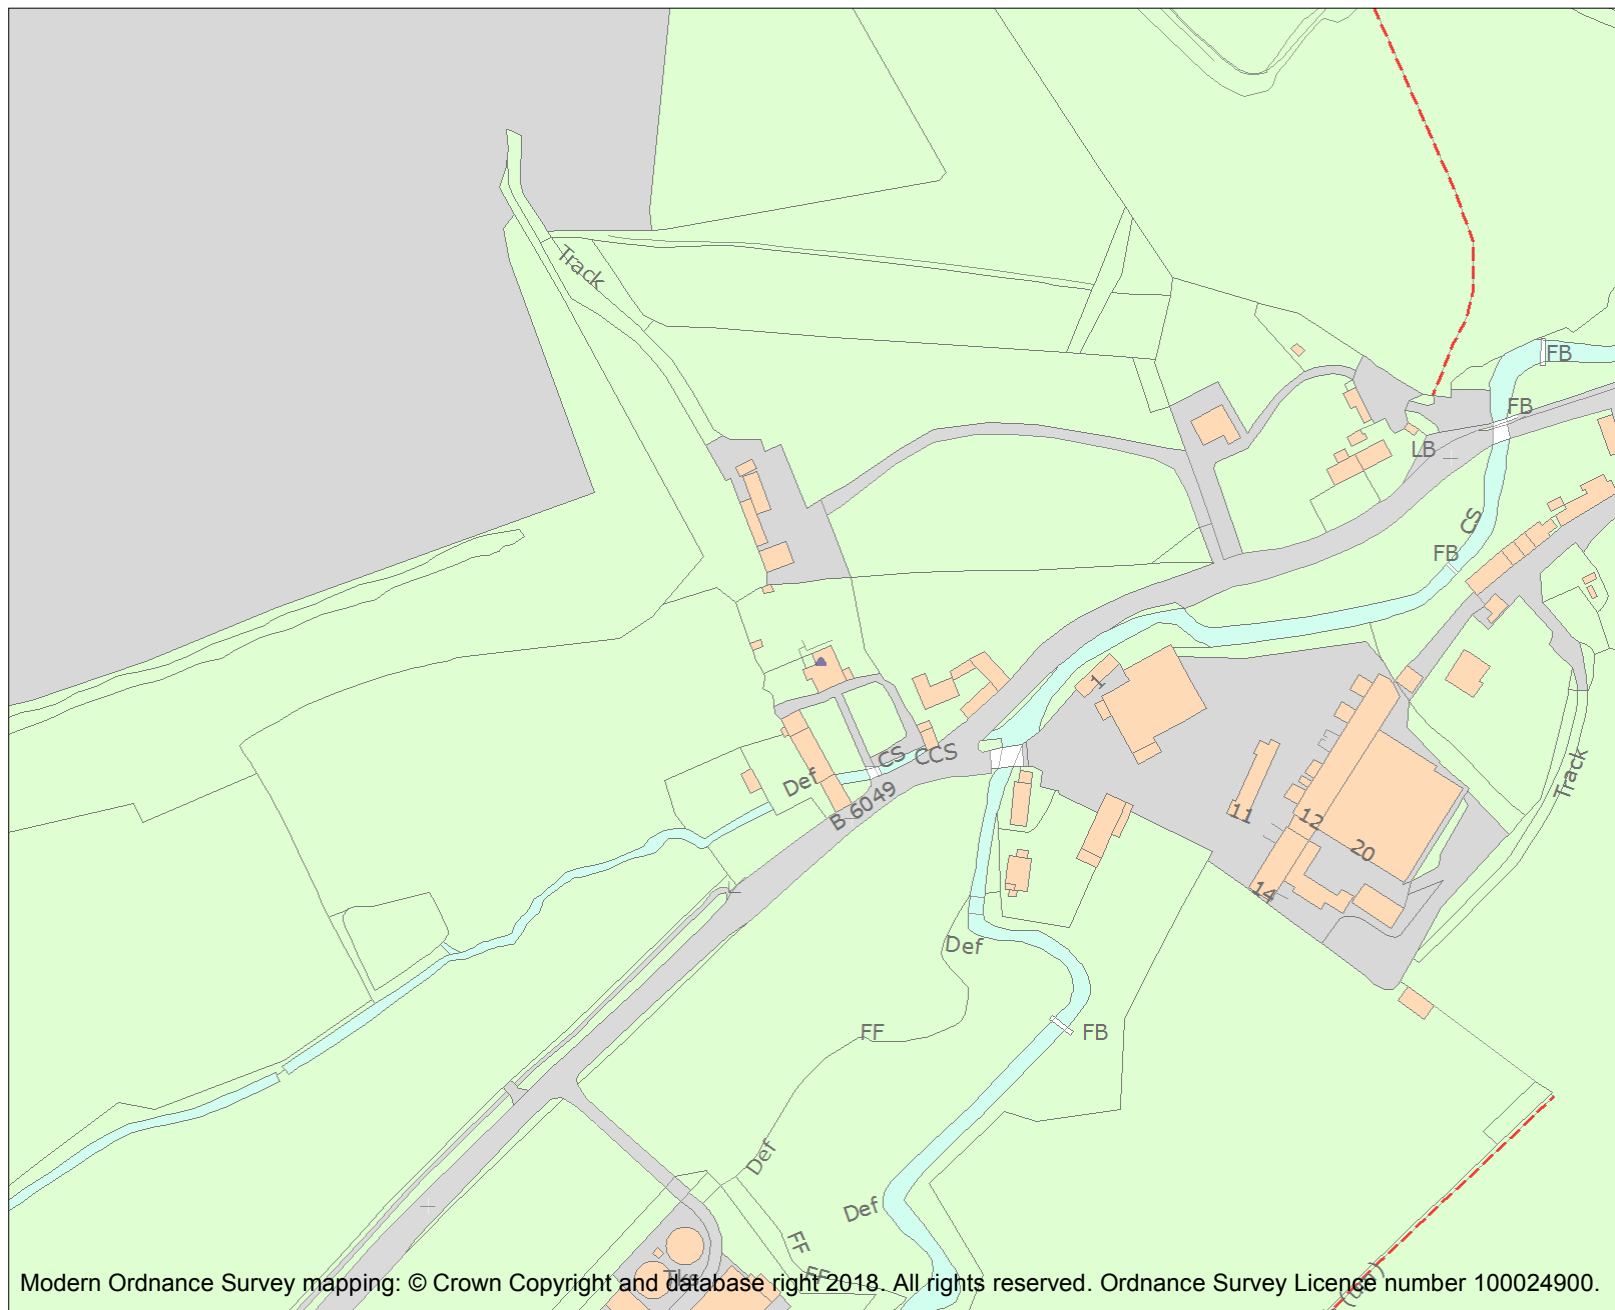 Track
FB
FB
LB
CS
FB
1
CS
CCS
Def
B 6049
Track
11
12
20
14
Def
FF
FB
Def
Def
FF
FF
Modern Ordnance Survey mapping: © Crown Copyright and database right 2018. All rights reserved. Ordnance Survey Licence number 100024900.